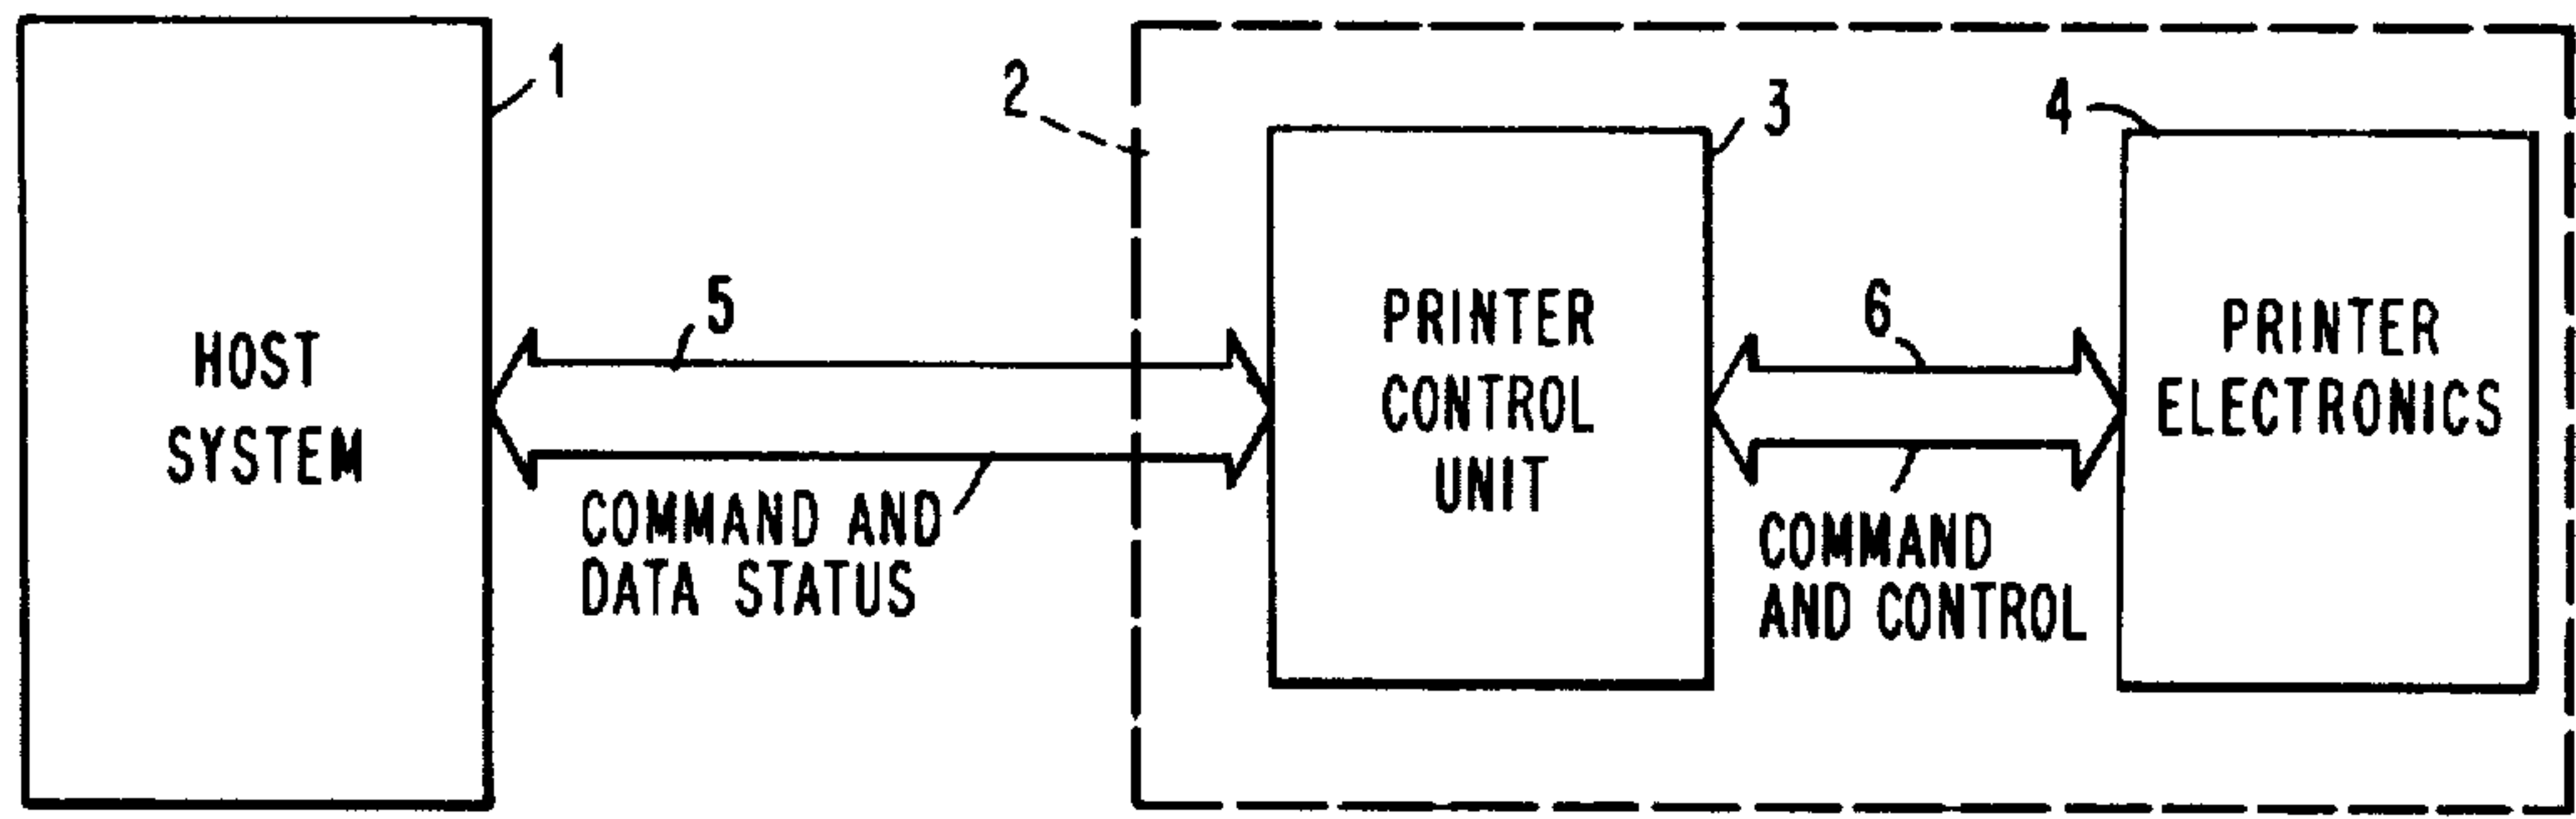 1
2
3
4
HOST
SYSTEM
5
COMMAND AND
DATA STATUS
PRINTER
CONTROL
UNIT
6
COMMAND
AND CONTROL
PRINTER
ELECTRONICS